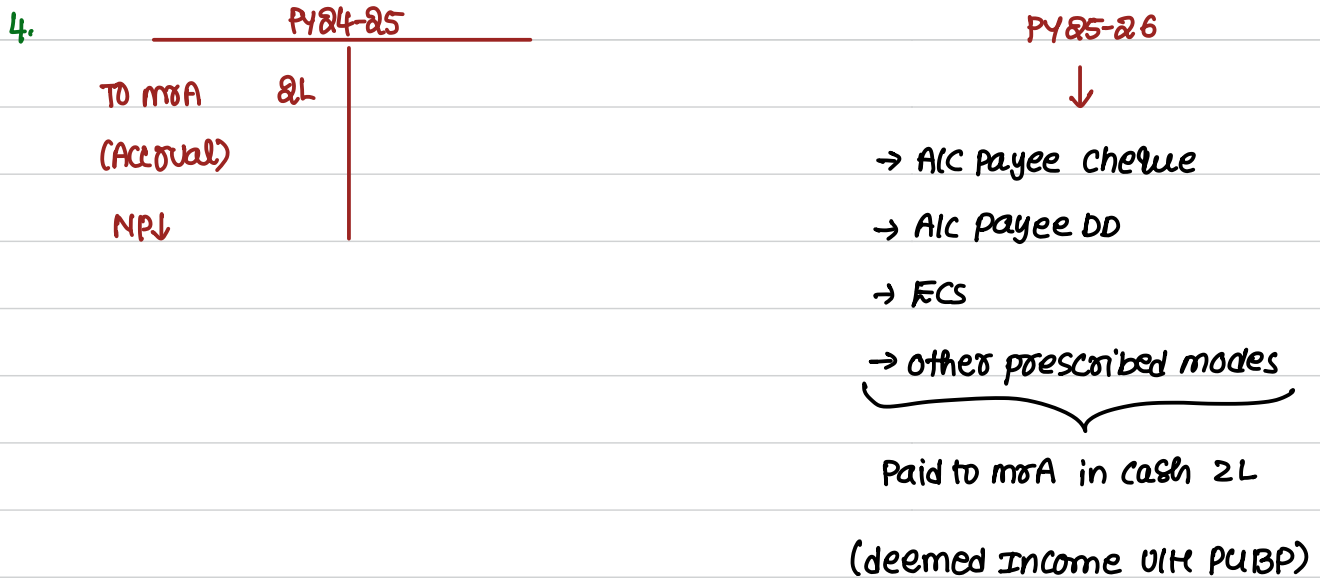 4.
PY24-25
To mrA 2L
(Accrual)
NP↓
PY25-26
↓
→ A/C payee cheque
→ A/C payee DD
→ ECS
→ other prescribed modes
Paid to mrA in cash 2L
(deemed Income U/H PUBP)